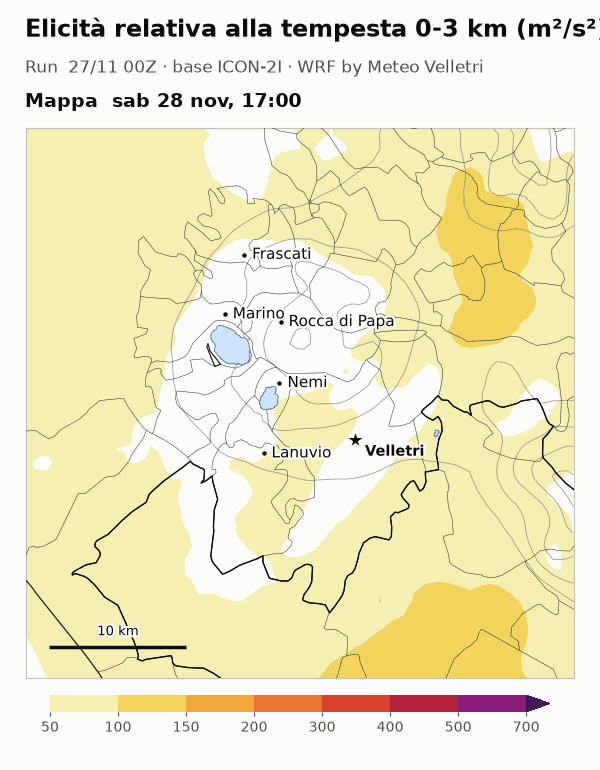 Elicità relativa alla tempesta 0-3 km (m²/s²)
Run  27/11 00Z · base ICON-2I · WRF by Meteo Velletri
Mappa  sab 28 nov, 17:00
Frascati
Marino
Rocca di Papa
Nemi
Lanuvio
Velletri
10 km
50 100 150 200 300 400 500 700